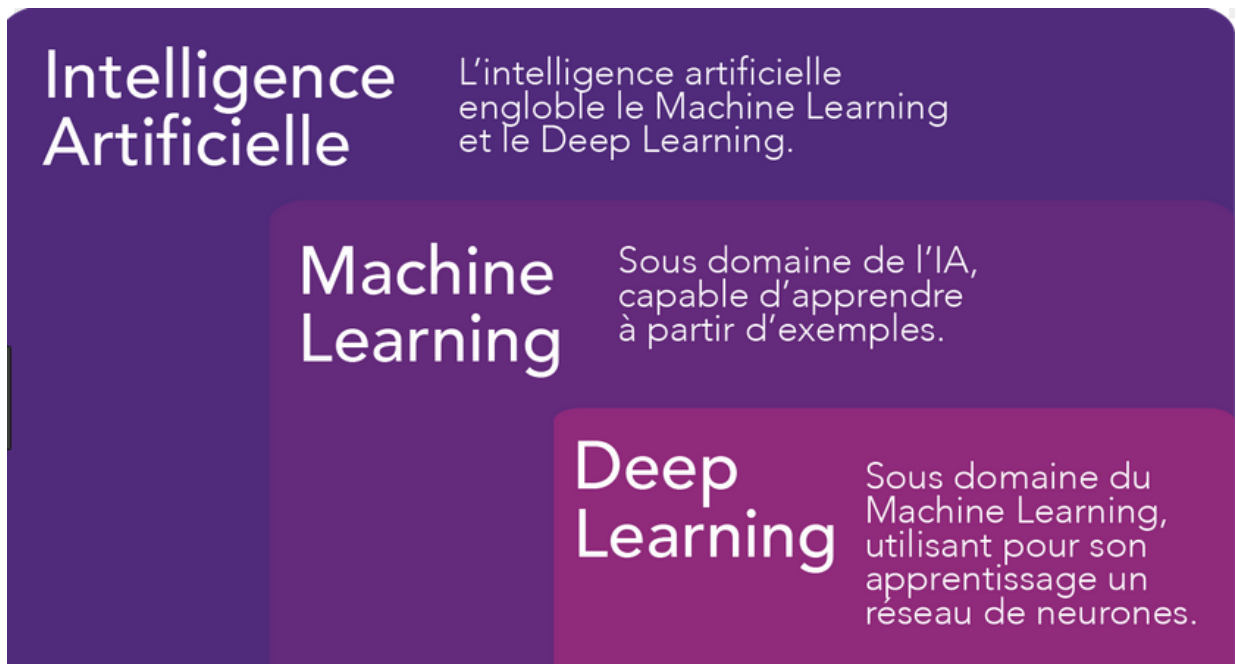 Intelligence
Artificielle
L'intelligence artificielle
englobe le Machine Learning
et le Deep Learning.
Machine
Learning
Sous domaine de l'IA,
capable d'apprendre
à partir d'exemples.
Deep
Learning
Sous domaine du
Machine Learning,
utilisant pour son
apprentissage un
réseau de neurones.